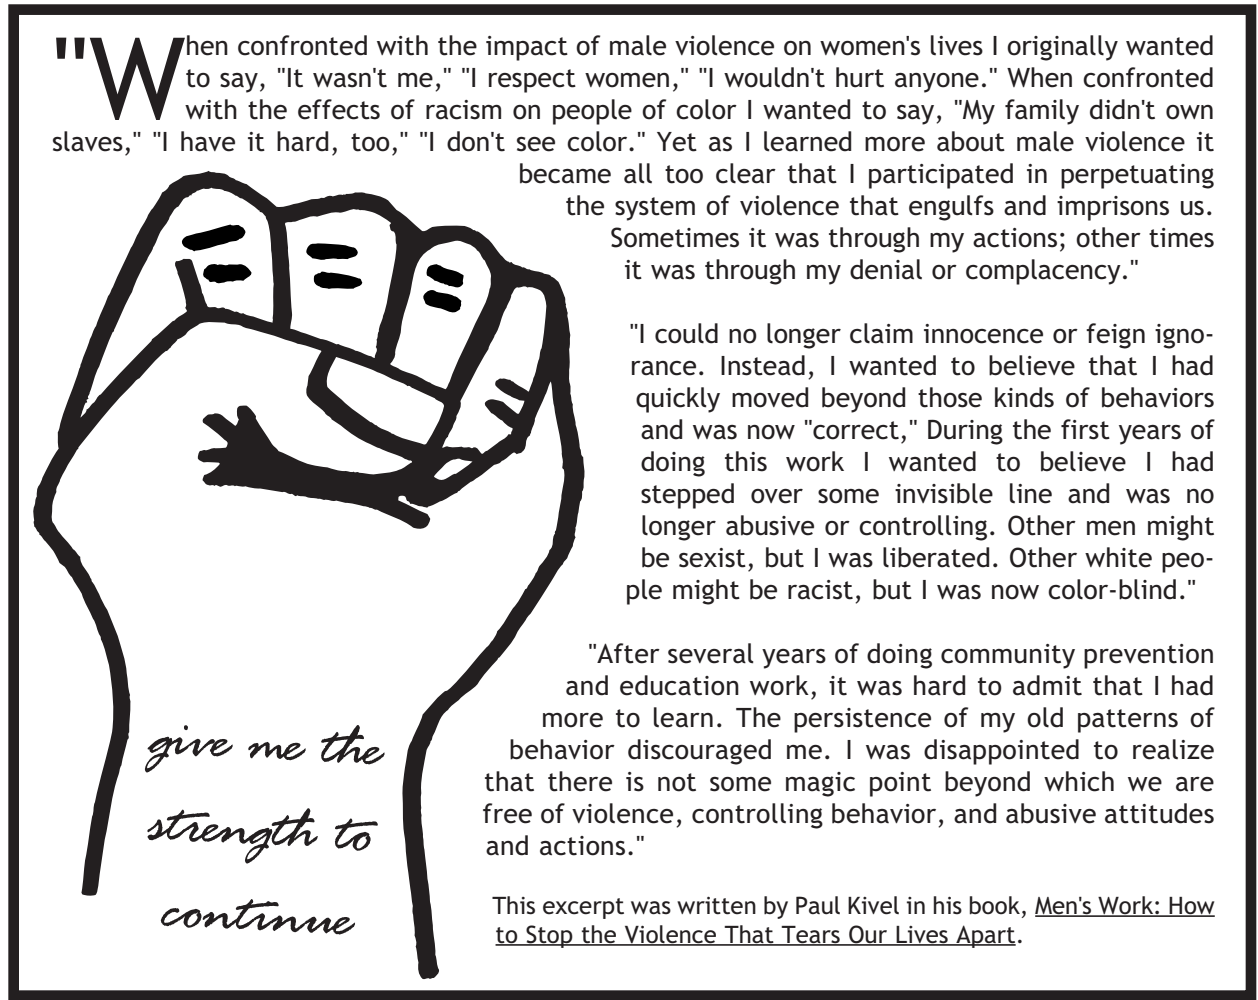 "When confronted with the impact of male violence on women's lives I originally wanted
to say, "It wasn't me," "I respect women," "I wouldn't hurt anyone." When confronted
with the effects of racism on people of color I wanted to say, "My family didn't own
slaves," "I have it hard, too," "I don't see color." Yet as I learned more about male violence it
became all too clear that I participated in perpetuating
the system of violence that engulfs and imprisons us.
Sometimes it was through my actions; other times
it was through my denial or complacency."
"I could no longer claim innocence or feign igno-
rance. Instead, I wanted to believe that I had
quickly moved beyond those kinds of behaviors
and was now "correct," During the first years of
doing this work I wanted to believe I had
stepped over some invisible line and was no
longer abusive or controlling. Other men might
be sexist, but I was liberated. Other white peo-
ple might be racist, but I was now color-blind."
"After several years of doing community prevention
and education work, it was hard to admit that I had
more to learn. The persistence of my old patterns of
behavior discouraged me. I was disappointed to realize
that there is not some magic point beyond which we are
free of violence, controlling behavior, and abusive attitudes
and actions."
This excerpt was written by Paul Kivel in his book, Men's Work: How
to Stop the Violence That Tears Our Lives Apart.
give me the
strength to
continue